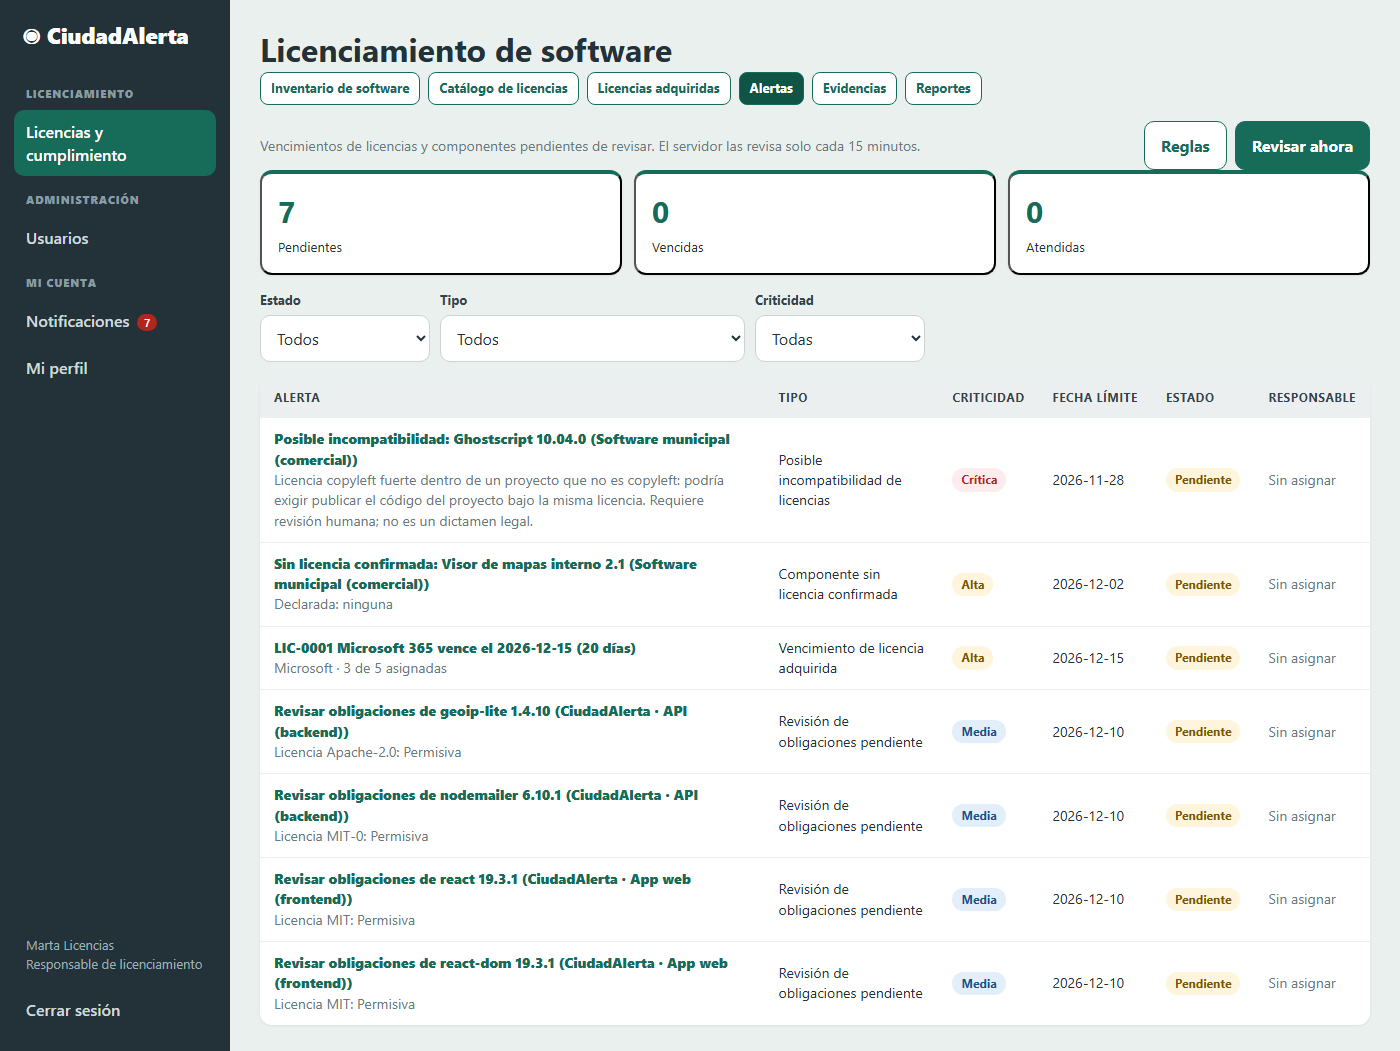 CiudadAlerta
LICENCIAMIENTO
Licencias y
cumplimiento
ADMINISTRACIÓN
Usuarios
MI CUENTA
Notificaciones 7
Mi perfil
Marta Licencias
Responsable de licenciamiento
Cerrar sesión
Licenciamiento de software
Inventario de software Catálogo de licencias Licencias adquiridas Alertas Evidencias Reportes
Vencimientos de licencias y componentes pendientes de revisar. El servidor las revisa solo cada 15 minutos.
Reglas Revisar ahora
7
Pendientes
0
Vencidas
0
Atendidas
Estado Tipo Criticidad
Todos Todos Todas
ALERTA TIPO CRITICIDAD FECHA LÍMITE ESTADO RESPONSABLE
Posible incompatibilidad: Ghostscript 10.04.0 (Software municipal
(comercial))
Licencia copyleft fuerte dentro de un proyecto que no es copyleft: podría
exigir publicar el código del proyecto bajo la misma licencia. Requiere
revisión humana; no es un dictamen legal.
Posible
incompatibilidad de
licencias
Crítica 2026-11-28 Pendiente Sin asignar
Sin licencia confirmada: Visor de mapas interno 2.1 (Software
municipal (comercial))
Declarada: ninguna
Componente sin
licencia confirmada
Alta 2026-12-02 Pendiente Sin asignar
LIC-0001 Microsoft 365 vence el 2026-12-15 (20 días)
Microsoft · 3 de 5 asignadas
Vencimiento de licencia
adquirida
Alta 2026-12-15 Pendiente Sin asignar
Revisar obligaciones de geoip-lite 1.4.10 (CiudadAlerta · API
(backend))
Licencia Apache-2.0: Permisiva
Revisión de
obligaciones pendiente
Media 2026-12-10 Pendiente Sin asignar
Revisar obligaciones de nodemailer 6.10.1 (CiudadAlerta · API
(backend))
Licencia MIT-0: Permisiva
Revisión de
obligaciones pendiente
Media 2026-12-10 Pendiente Sin asignar
Revisar obligaciones de react 19.3.1 (CiudadAlerta · App web
(frontend))
Licencia MIT: Permisiva
Revisión de
obligaciones pendiente
Media 2026-12-10 Pendiente Sin asignar
Revisar obligaciones de react-dom 19.3.1 (CiudadAlerta · App web
(frontend))
Licencia MIT: Permisiva
Revisión de
obligaciones pendiente
Media 2026-12-10 Pendiente Sin asignar